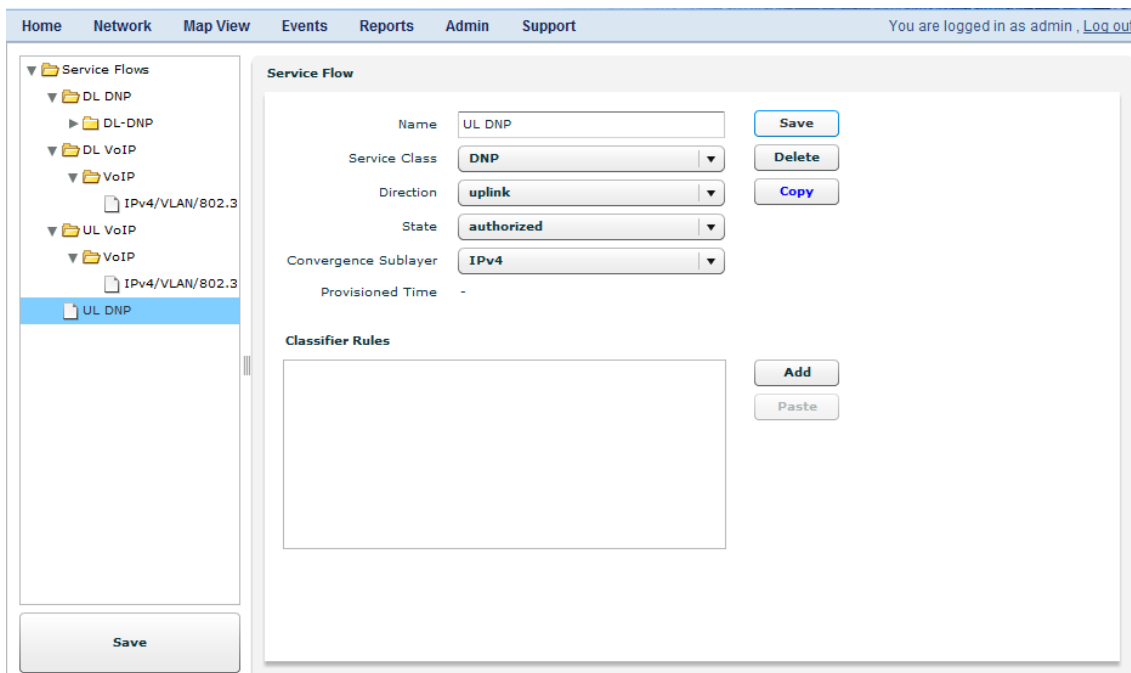 Home Network Map View Events Reports Admin Support You are logged in as admin , Log out
Service Flows
DL DNP
DL-DNP
DL VoIP
VoIP
IPv4/VLAN/802.3
UL VoIP
VoIP
IPv4/VLAN/802.3
UL DNP
Save
Service Flow
Name UL DNP Save
Service Class DNP Delete
Direction uplink Copy
State authorized
Convergence Sublayer IPv4
Provisioned Time -
Classifier Rules
Add
Paste